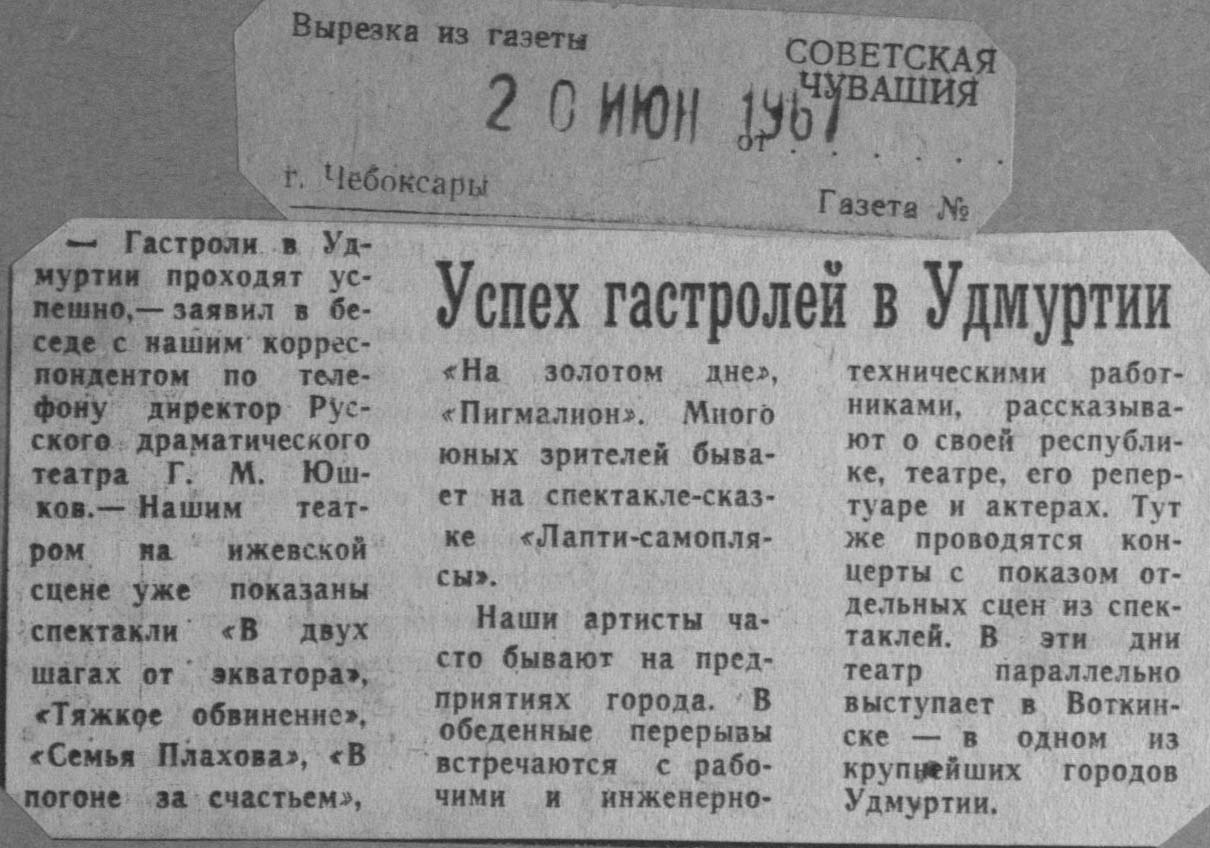 Вырезка из газеты
СОВЕТСКАЯ
ЧУВАШИЯ
20 ИЮН 1967
от . . . . . .
г. Чебоксары
Газета №
Успех гастролей в Удмуртии
— Гастроли в Уд-
муртии проходят ус-
пешно,— заявил в бе-
седе с нашим коррес-
пондентом по теле-
фону директор Рус-
ского драматического
театра Г. М. Юш-
ков.— Нашим теат-
ром на ижевской
сцене уже показаны
спектакли «В двух
шагах от экватора»,
«Тяжкое обвинение»,
«Семья Плахова», «В
погоне за счастьем»,
«На золотом дне»,
«Пигмалион». Много
юных зрителей быва-
ет на спектакле-сказ-
ке «Лапти-самопля-
сы».
Наши артисты ча-
сто бывают на пред-
приятиях города. В
обеденные перерывы
встречаются с рабо-
чими и инженерно-
техническими работ-
никами, рассказыва-
ют о своей республи-
ке, театре, его репер-
туаре и актерах. Тут
же проводятся кон-
церты с показом от-
дельных сцен из спек-
таклей. В эти дни
театр параллельно
выступает в Воткин-
ске — в одном из
крупнейших городов
Удмуртии.